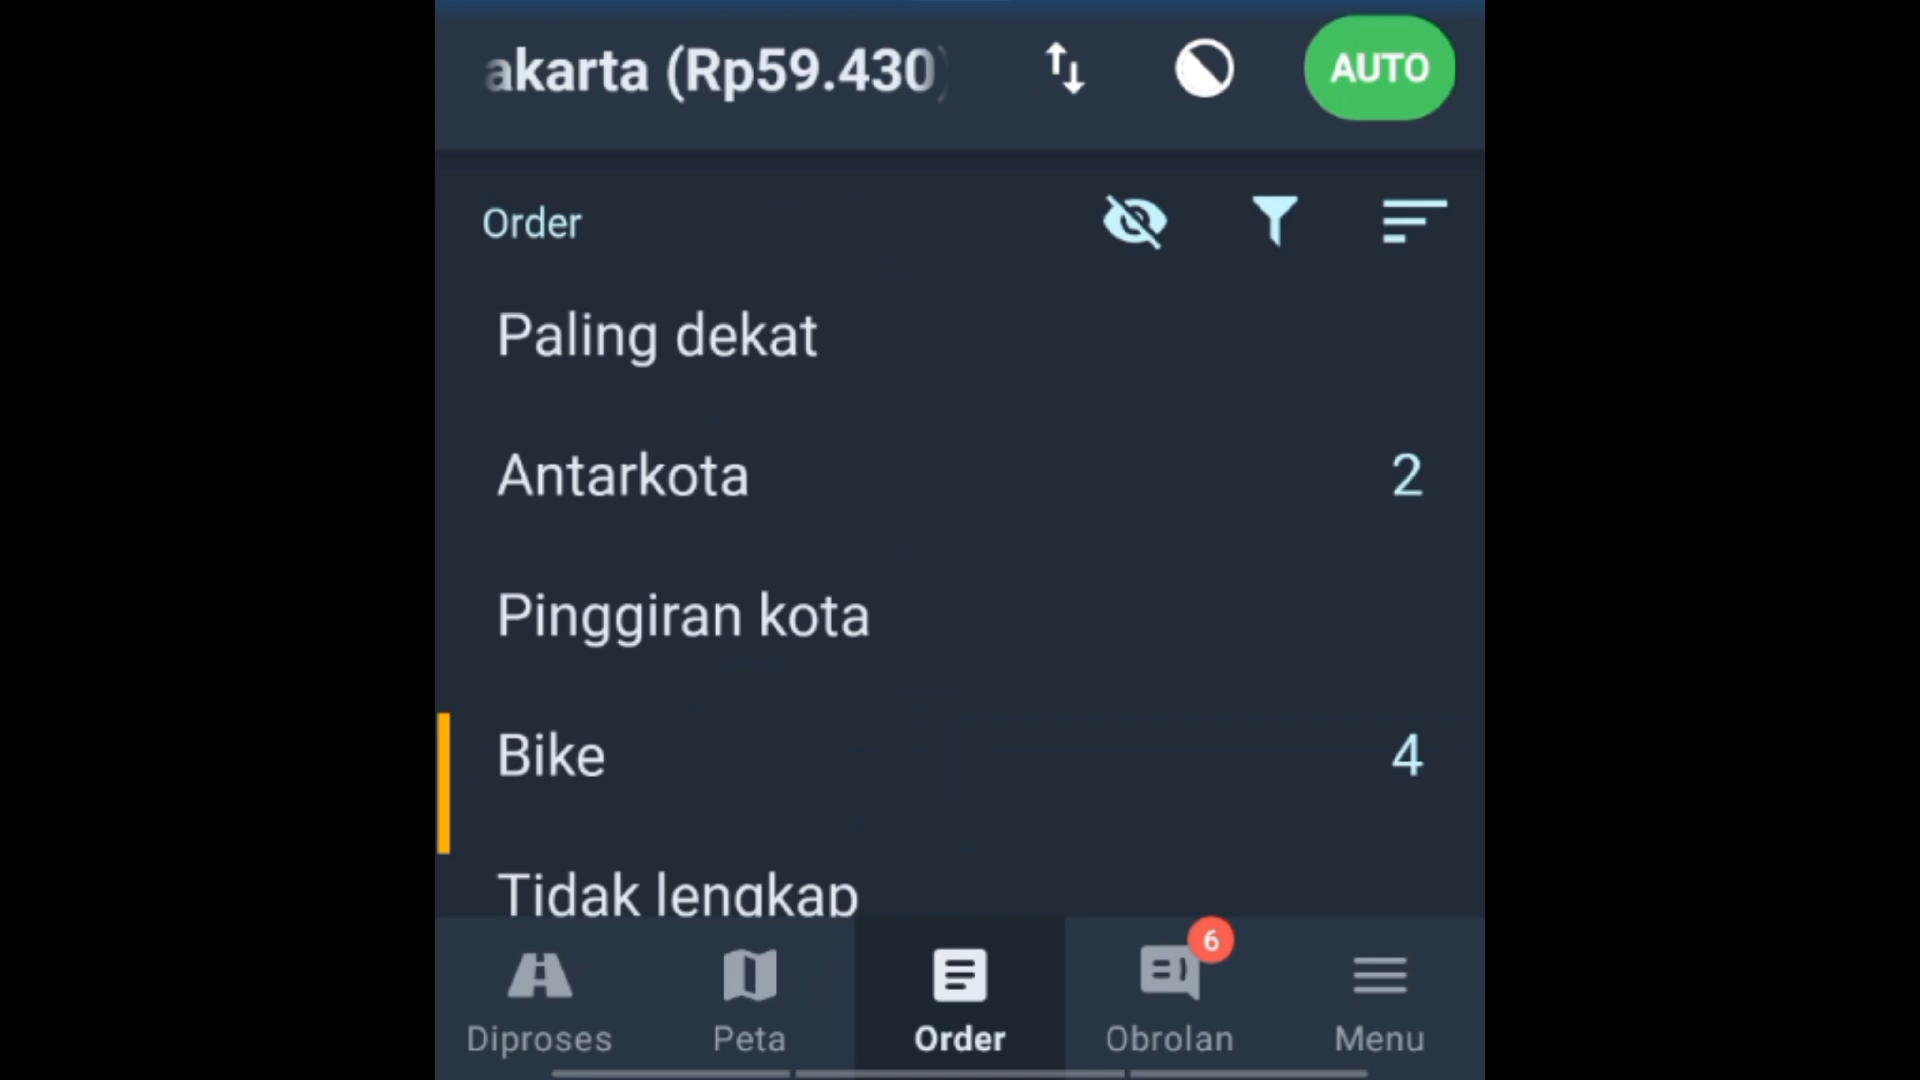 akarta (Rp59.430)
AUTO
Order
Paling dekat
Antarkota 2
Pinggiran kota
Bike 4
Tidak lengkap
6
Diproses Peta Order Obrolan Menu